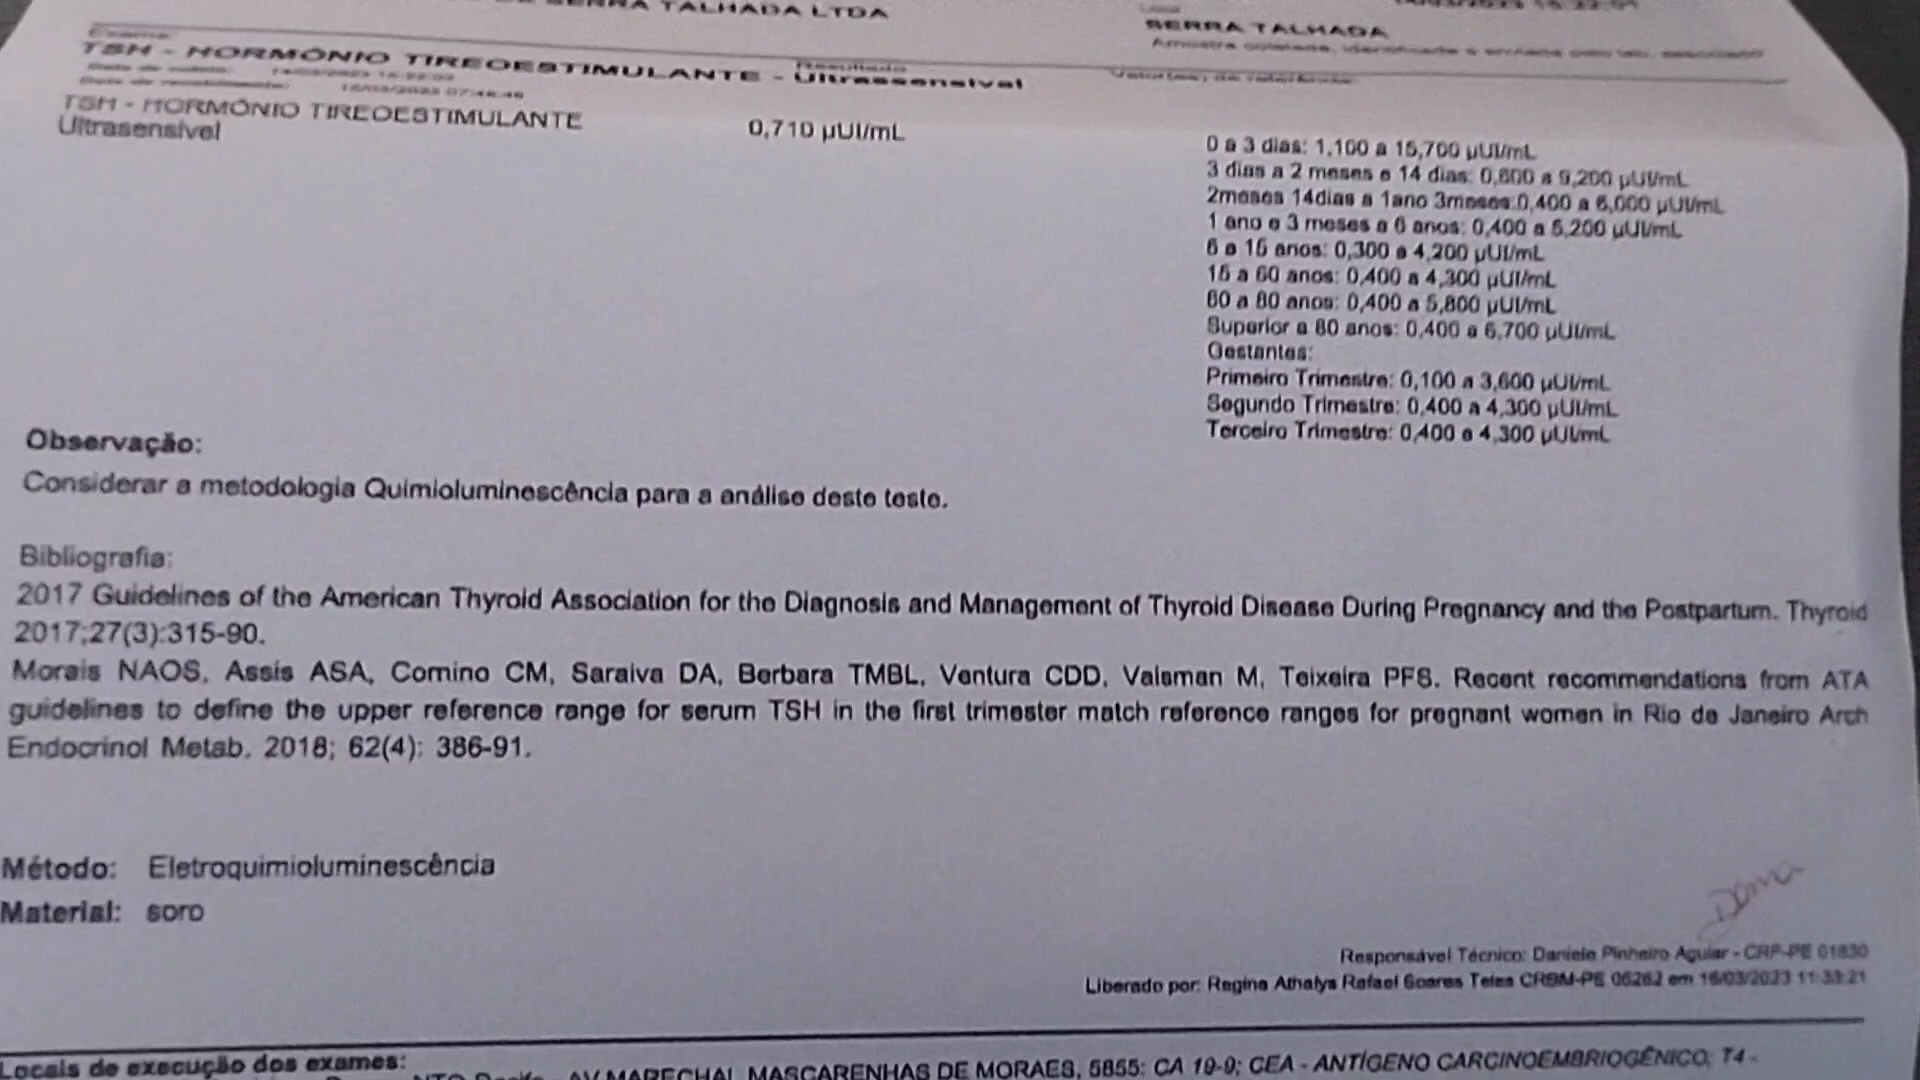 SERRA TALHADA LTDA
SERRA TALHADA
TSH - HORMÔNIO TIREOESTIMULANTE - Ultrassensível
Resultado
TSH - HORMÔNIO TIREOESTIMULANTE
Ultrasensível
0,710 µUI/mL
0 a 3 dias: 1,100 a 15,700 µUI/mL
3 dias a 2 meses e 14 dias: 0,600 a 9,200 µUI/mL
2meses 14dias a 1ano 3meses:0,400 a 6,000 µUI/mL
1 ano e 3 meses a 6 anos: 0,400 a 5,200 µUI/mL
6 a 15 anos: 0,300 a 4,200 µUI/mL
15 a 60 anos: 0,400 a 4,300 µUI/mL
60 a 80 anos: 0,400 a 5,800 µUI/mL
Superior a 80 anos: 0,400 a 6,700 µUI/mL
Gestantes:
Primeiro Trimestre: 0,100 a 3,600 µUI/mL
Segundo Trimestre: 0,400 a 4,300 µUI/mL
Terceiro Trimestre: 0,400 a 4,300 µUI/mL
Observação:
Considerar a metodologia Quimioluminescência para a análise deste teste.
Bibliografia:
2017 Guidelines of the American Thyroid Association for the Diagnosis and Management of Thyroid Disease During Pregnancy and the Postpartum. Thyroid
2017;27(3):315-90.
Morais NAOS, Assis ASA, Comino CM, Saraiva DA, Berbara TMBL, Ventura CDD, Vaisman M, Teixeira PFS. Recent recommendations from ATA
guidelines to define the upper reference range for serum TSH in the first trimester match reference ranges for pregnant women in Rio de Janeiro Arch
Endocrinol Metab. 2018; 62(4): 386-91.
Método: Eletroquimioluminescência
Material: soro
Responsável Técnico: Daniele Pinheiro Aguiar - CRP-PE 01830
Liberado por: Regina Athalya Rafael Soares Teles CRBM-PE 06262 em 16/03/2023 11:33:21
Locais de execução dos exames:
AV MARECHAL MASCARENHAS DE MORAES, 5855: CA 19-9; CEA - ANTÍGENO CARCINOEMBRIOGÊNICO; T4 -